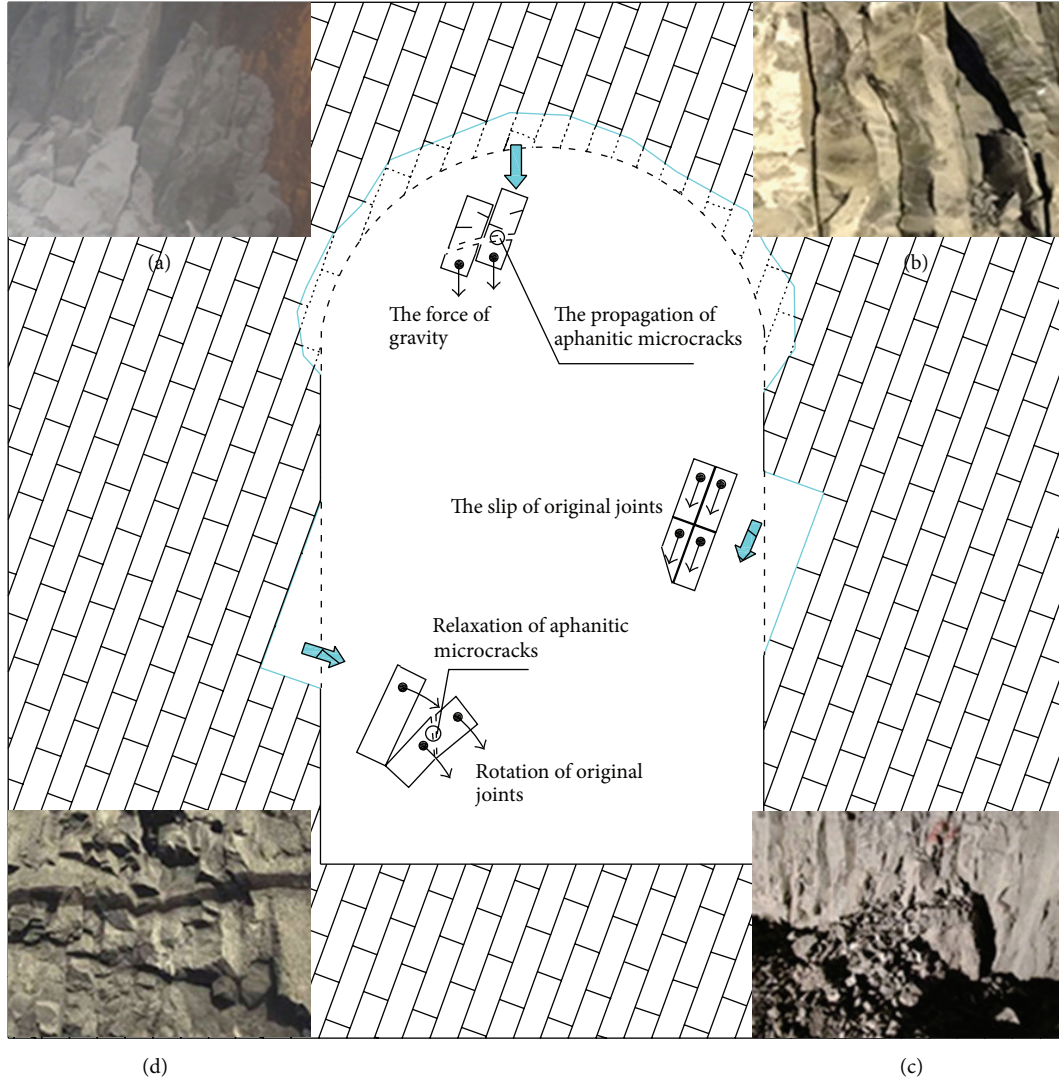 (a)
(b)
The force of
gravity
The propagation of
aphanitic microcracks
The slip of original joints
Relaxation of aphanitic
microcracks
Rotation of original
joints
(d)
(c)